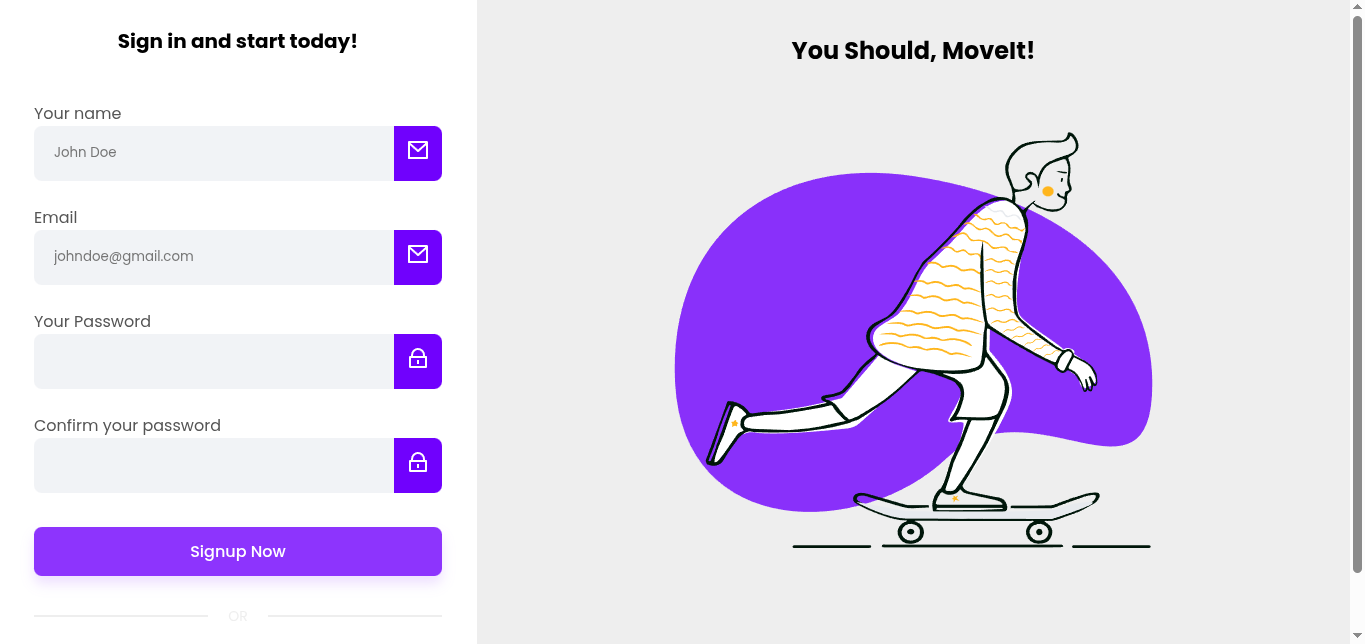 Sign in and start today!
Your name
John Doe
Email
johndoe@gmail.com
Your Password
Confirm your password
Signup Now
OR
You Should, MoveIt!